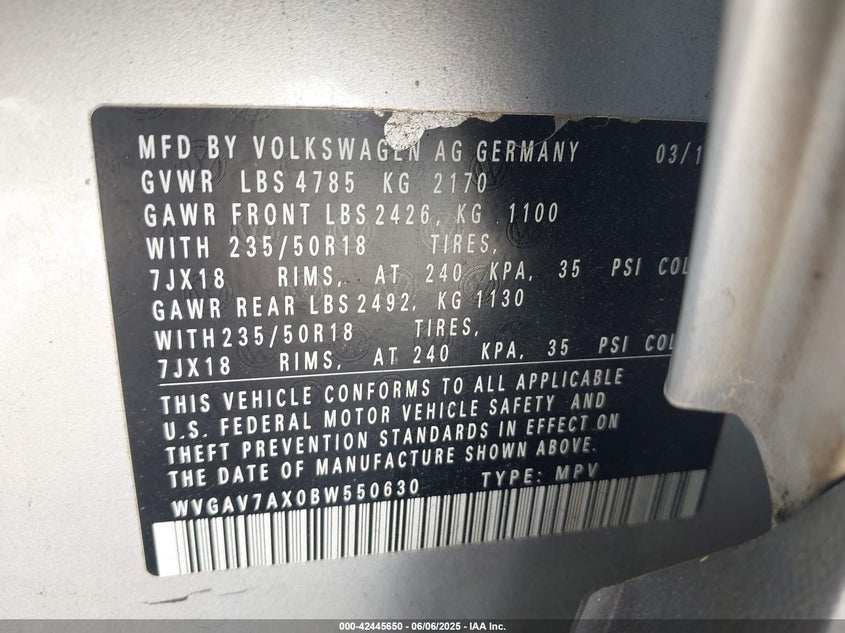 MFD BY VOLKSWAGEN AG GERMANY 03/1
GVWR LBS 4785 KG 2170
GAWR FRONT LBS 2426, KG 1100
WITH 235/50R18 TIRES,
7JX18 RIMS, AT 240 KPA, 35 PSI COL
GAWR REAR LBS 2492, KG 1130
WITH 235/50R18 TIRES,
7JX18 RIMS, AT 240 KPA, 35 PSI COL
THIS VEHICLE CONFORMS TO ALL APPLICABLE
U.S. FEDERAL MOTOR VEHICLE SAFETY AND
THEFT PREVENTION STANDARDS IN EFFECT ON
THE DATE OF MANUFACTURE SHOWN ABOVE.
WVGAV7AX0BW550630 TYPE: MPV
000-42445650 - 06/06/2025 - IAA Inc.